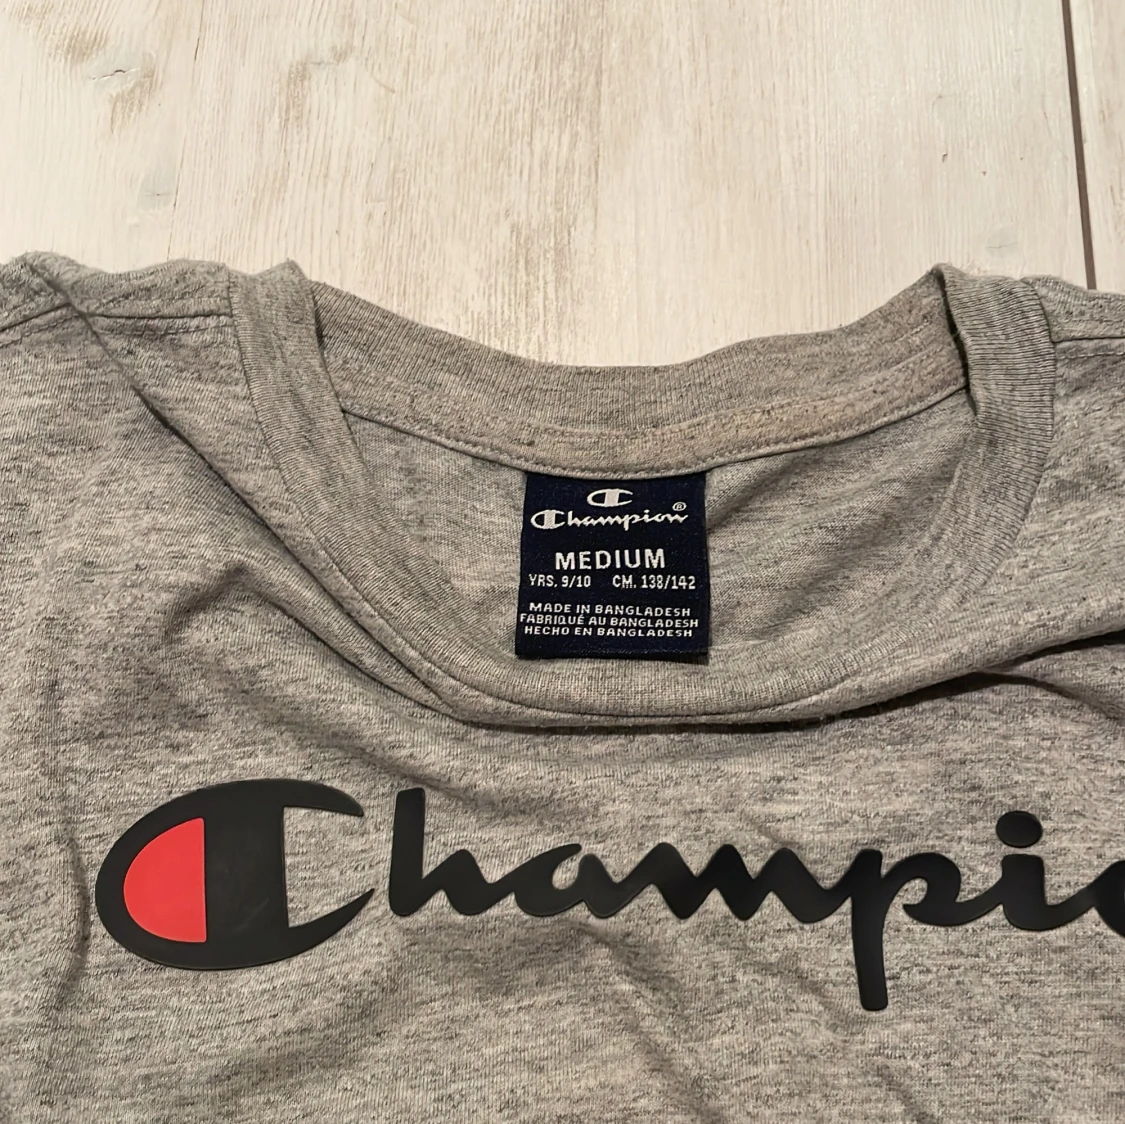 Champion®
MEDIUM
YRS. 9/10 CM. 138/142
MADE IN BANGLADESH
FABRIQUÉ AU BANGLADESH
HECHO EN BANGLADESH
Champio